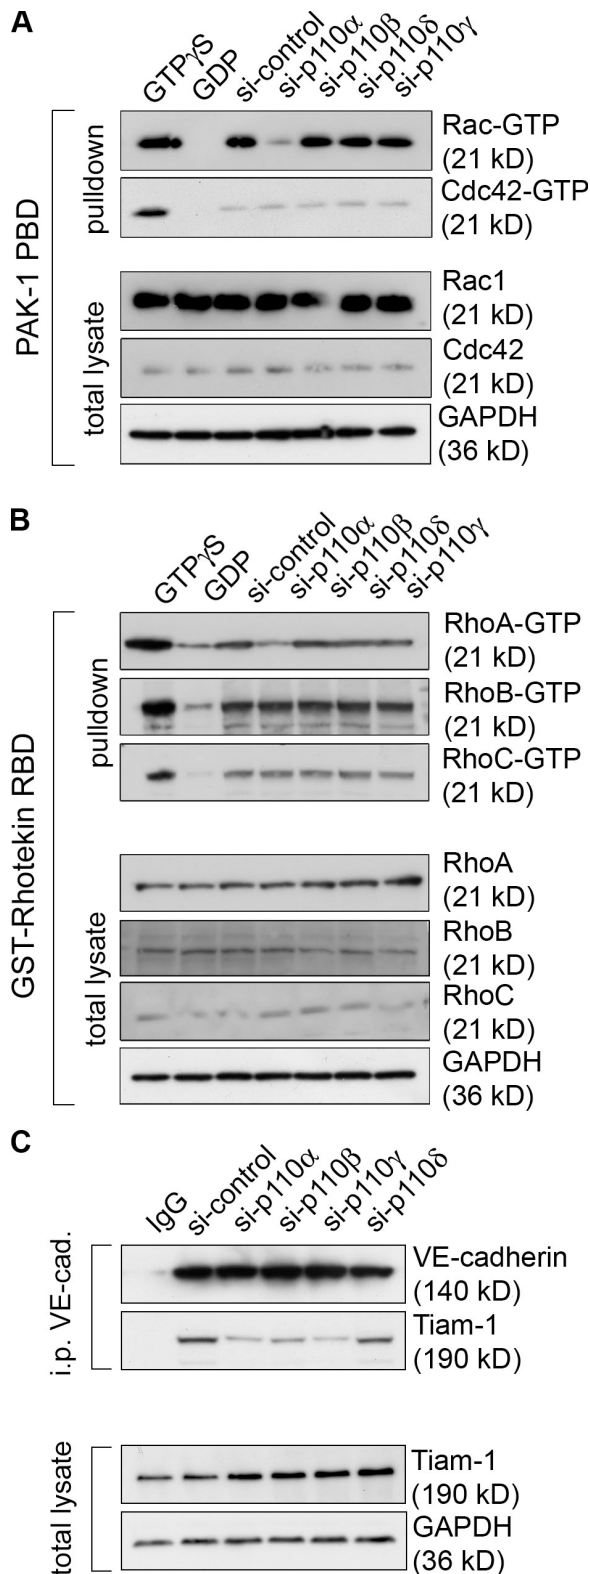 A
GTPγS
GDP
si-control
si-p110α
si-p110β
si-p110δ
si-p110γ
PAK-1 PBD
pulldown
Rac-GTP
(21 kD)
Cdc42-GTP
(21 kD)
total lysate
Rac1
(21 kD)
Cdc42
(21 kD)
GAPDH
(36 kD)
B
GTPγS
GDP
si-control
si-p110α
si-p110β
si-p110δ
si-p110γ
GST-Rhotekin RBD
pulldown
RhoA-GTP
(21 kD)
RhoB-GTP
(21 kD)
RhoC-GTP
(21 kD)
total lysate
RhoA
(21 kD)
RhoB
(21 kD)
RhoC
(21 kD)
GAPDH
(36 kD)
C
IgG
si-control
si-p110α
si-p110β
si-p110γ
si-p110δ
i.p. VE-cad.
VE-cadherin
(140 kD)
Tiam-1
(190 kD)
total lysate
Tiam-1
(190 kD)
GAPDH
(36 kD)